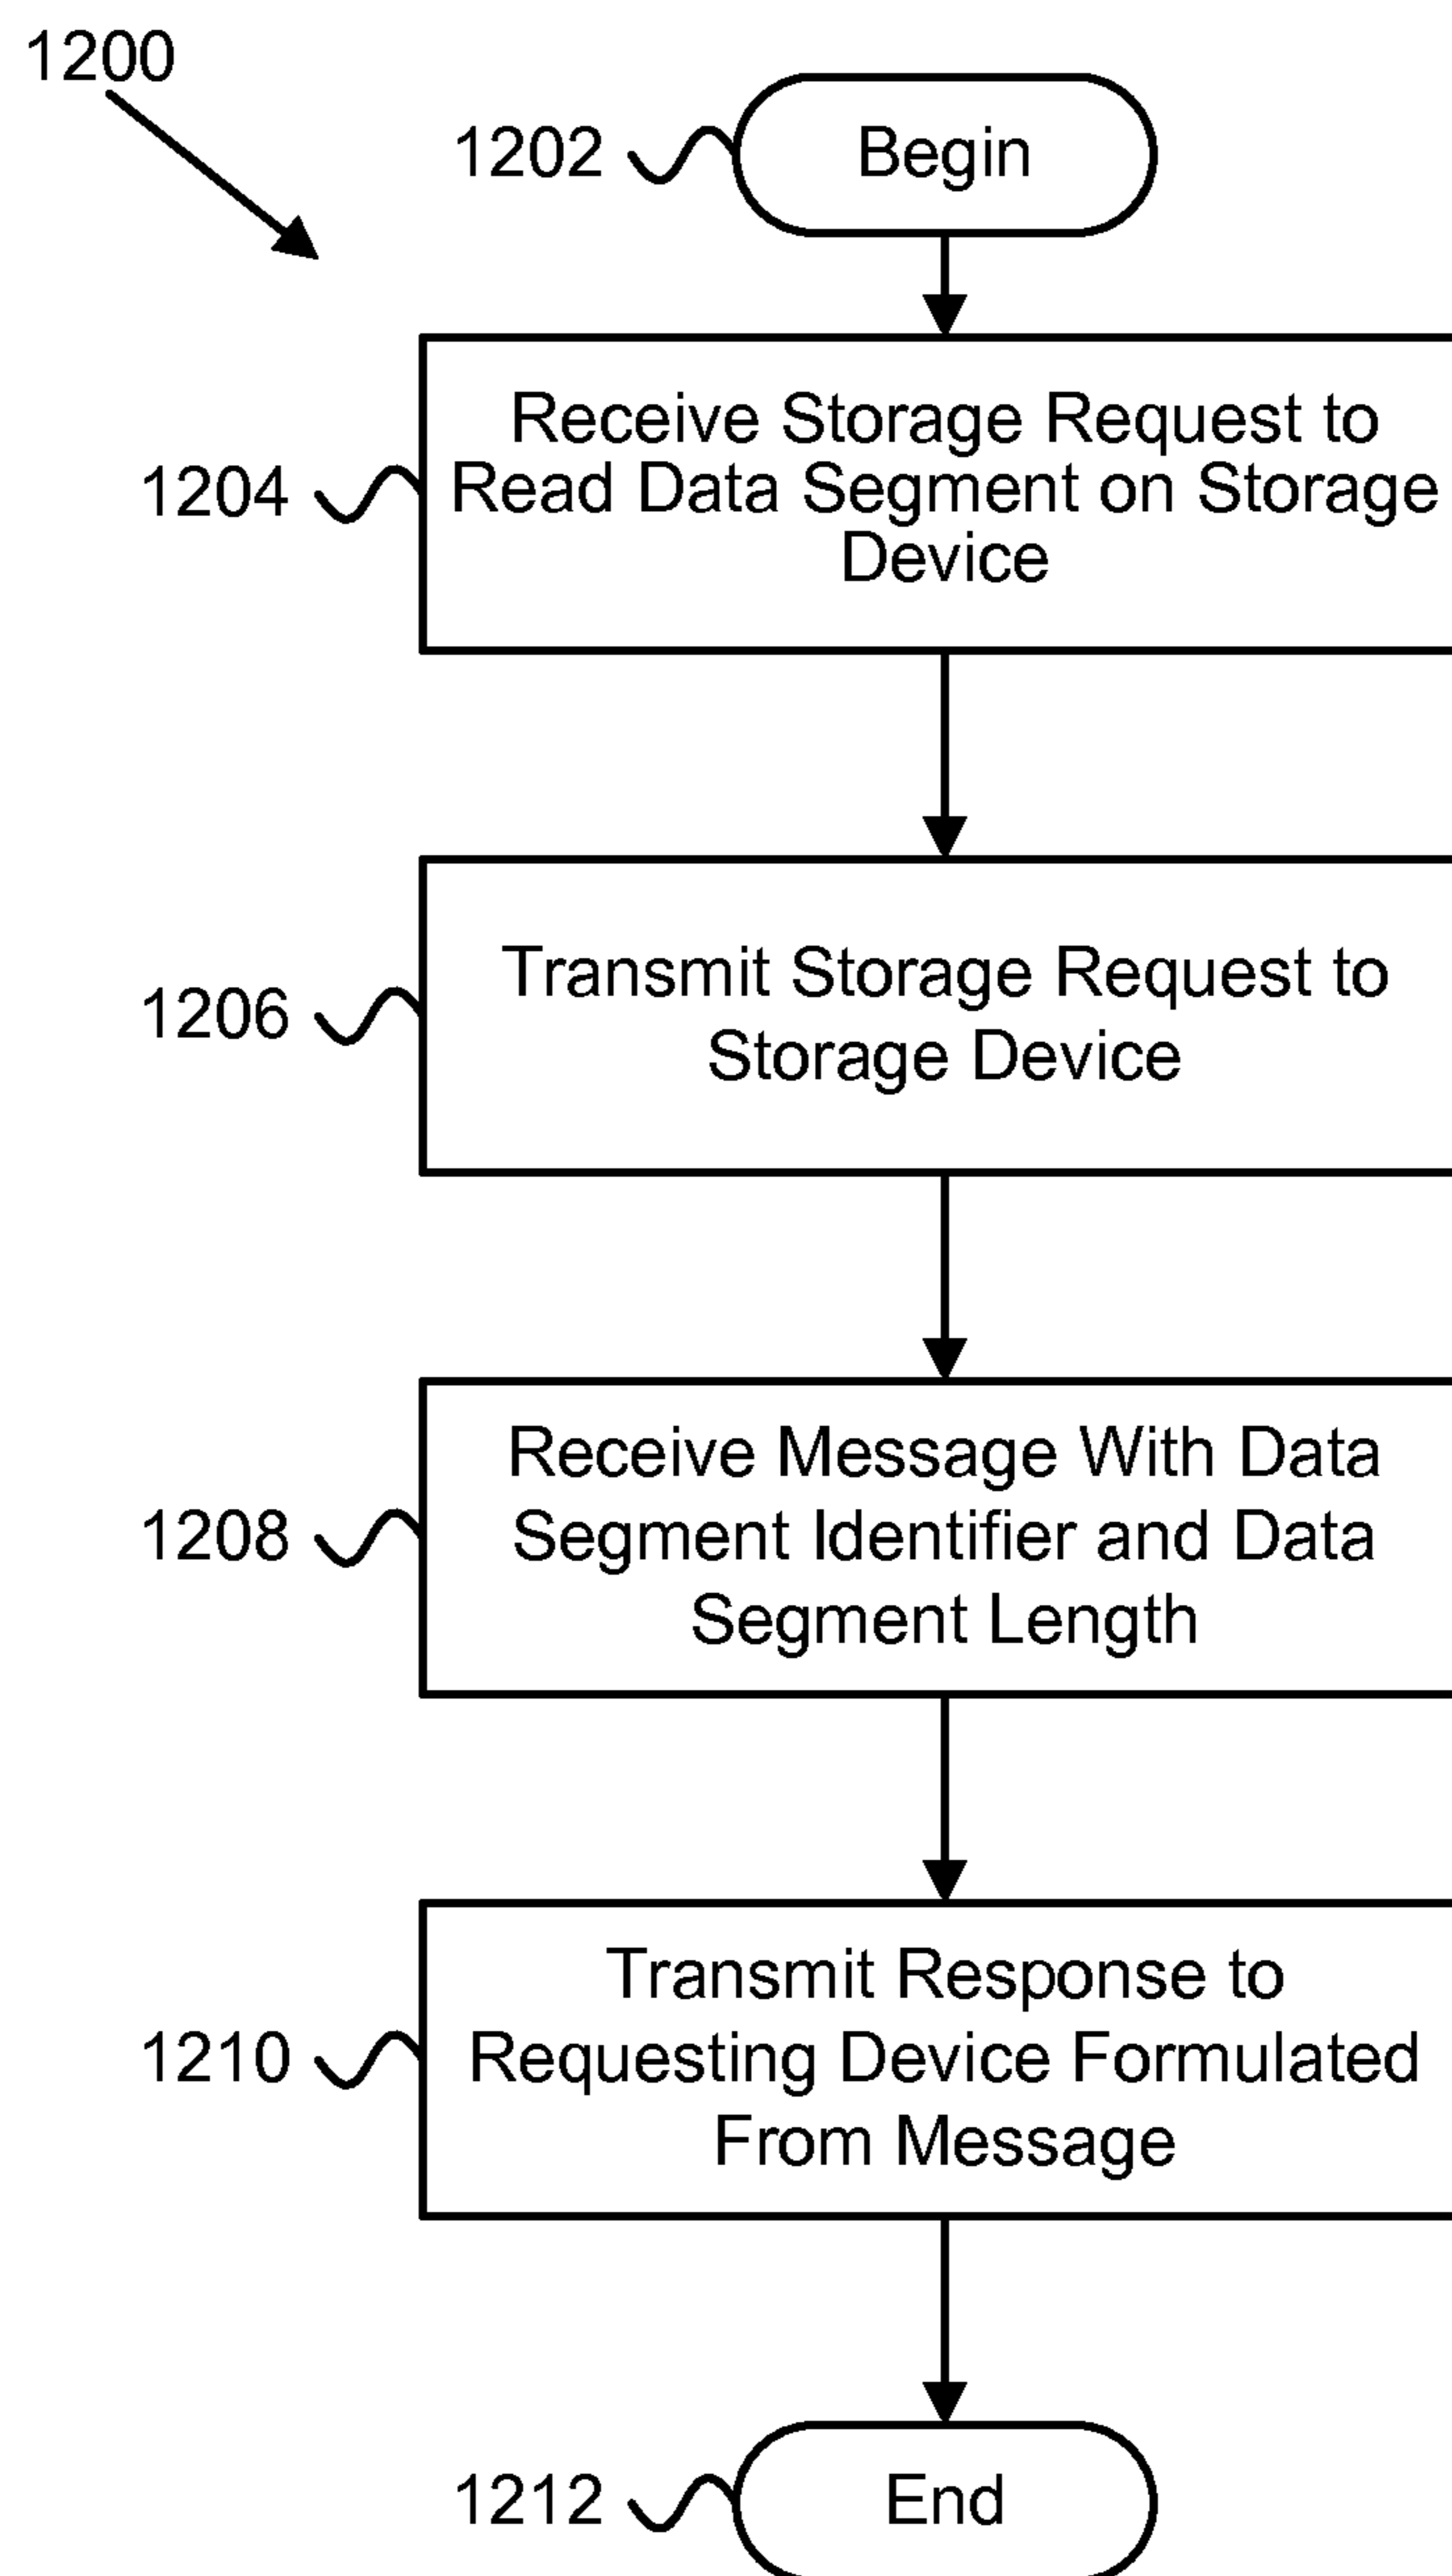 1200
1202
Begin
1204
Receive Storage Request to
Read Data Segment on Storage
Device
1206
Transmit Storage Request to
Storage Device
1208
Receive Message With Data
Segment Identifier and Data
Segment Length
1210
Transmit Response to
Requesting Device Formulated
From Message
1212
End